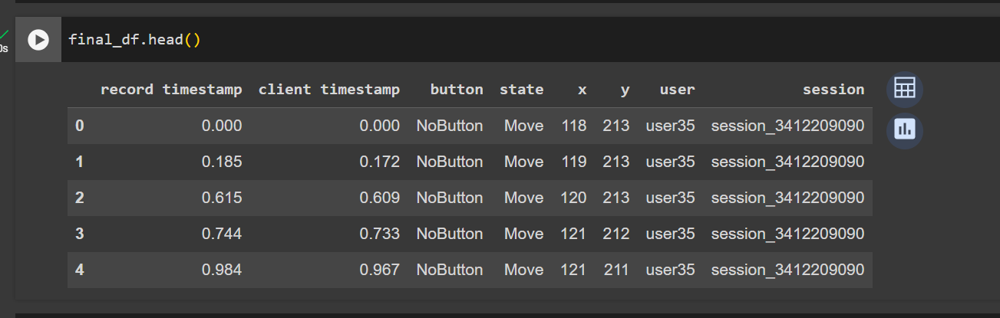 final_df.head()
0s
record timestamp client timestamp button state x y user session
0 0.000 0.000 NoButton Move 118 213 user35 session_3412209090
1 0.185 0.172 NoButton Move 119 213 user35 session_3412209090
2 0.615 0.609 NoButton Move 120 213 user35 session_3412209090
3 0.744 0.733 NoButton Move 121 212 user35 session_3412209090
4 0.984 0.967 NoButton Move 121 211 user35 session_3412209090